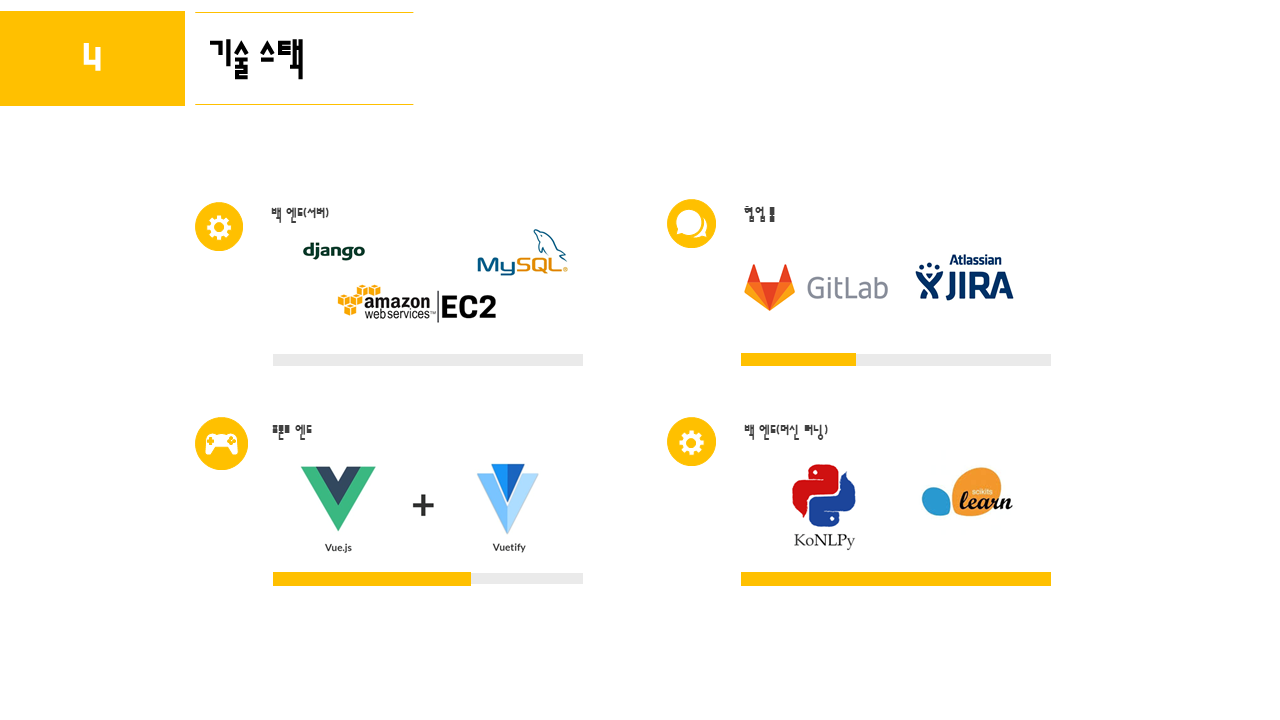 4
기술 스택
백 엔드(서버)
django
MySQL®
amazon
web services™
EC2
협업 툴
GitLab
Atlassian
JIRA
프론트 엔드
+
Vue.js
Vuetify
백 엔드(머신 러닝)
KoNLPy
scikits
learn